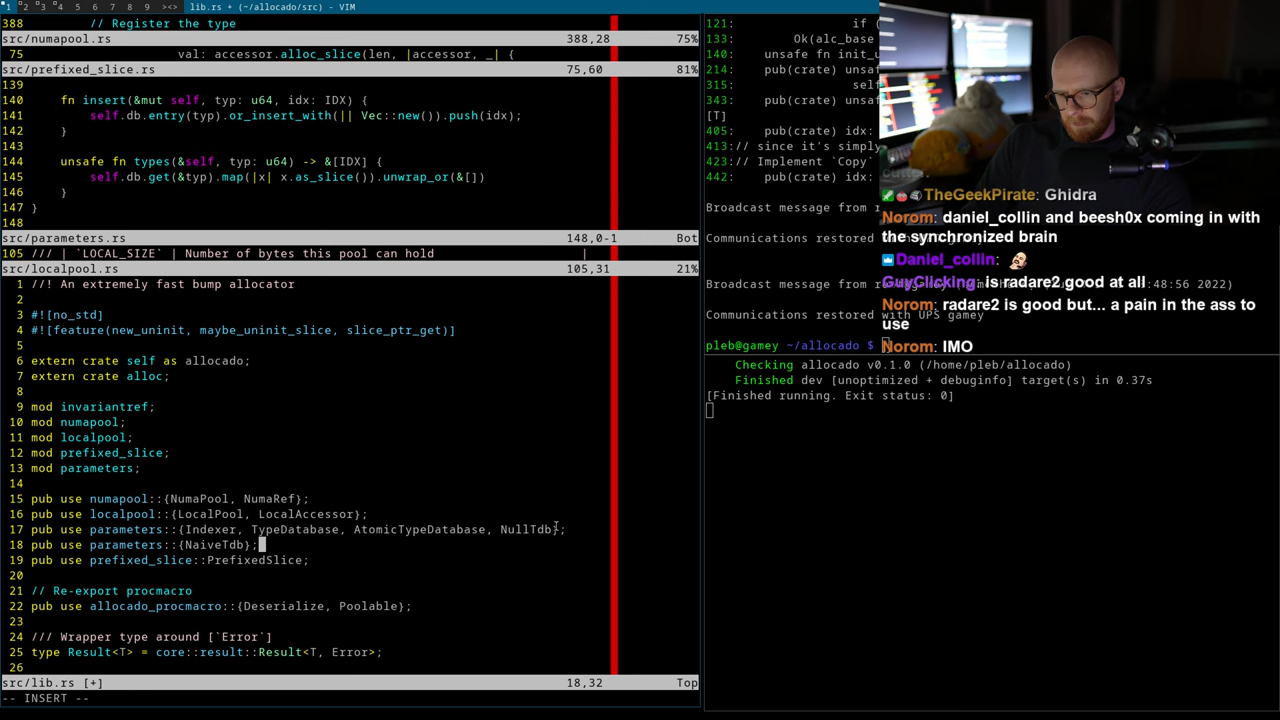 1 2 3 4 5 6 7 8 9 ><> lib.rs + (~/allocado/src) - VIM
388 // Register the type
src/numapool.rs 388,28 75%
75 val: accessor.alloc_slice(len, |accessor, _| {
src/prefixed_slice.rs 75,60 81%
139
140 fn insert(&mut self, typ: u64, idx: IDX) {
141 self.db.entry(typ).or_insert_with(|| Vec::new()).push(idx);
142 }
143
144 unsafe fn types(&self, typ: u64) -> &[IDX] {
145 self.db.get(&typ).map(|x| x.as_slice()).unwrap_or(&[])
146 }
147 }
148
src/parameters.rs 148,0-1 Bot
105 /// | `LOCAL_SIZE` | Number of bytes this pool can hold
src/localpool.rs 105,31 21%
1 //! An extremely fast bump allocator
2
3 #![no_std]
4 #![feature(new_uninit, maybe_uninit_slice, slice_ptr_get)]
5
6 extern crate self as allocado;
7 extern crate alloc;
8
9 mod invariantref;
10 mod numapool;
11 mod localpool;
12 mod prefixed_slice;
13 mod parameters;
14
15 pub use numapool::{NumaPool, NumaRef};
16 pub use localpool::{LocalPool, LocalAccessor};
17 pub use parameters::{Indexer, TypeDatabase, AtomicTypeDatabase, NullTdb};
18 pub use parameters::{NaiveTdb};
19 pub use prefixed_slice::PrefixedSlice;
20
21 // Re-export procmacro
22 pub use allocado_procmacro::{Deserialize, Poolable};
23
24 /// Wrapper type around [`Error`]
25 type Result<T> = core::result::Result<T, Error>;
26
src/lib.rs [+] 18,32 Top
-- INSERT --
121: if (
133: Ok(alc_base
140: unsafe fn init_u
214: pub(crate) unsa
315: self
343: pub(crate) unsa
[T]
405: pub(crate) idx:
413:// since it's simply
423:// Implement `Copy`
442: pub(crate) idx:
Broadcast message from r
Communications restored
Broadcast message from 8:48:56 2022)
Communications restored with UPS gamey
pleb@gamey ~/allocado $
Checking allocado v0.1.0 (/home/pleb/allocado)
Finished dev [unoptimized + debuginfo] target(s) in 0.37s
[Finished running. Exit status: 0]
TheGeekPirate: Ghidra
Norom: daniel_collin and beesh0x coming in with
the synchronized brain
Daniel_collin:
GuyClicking: is radare2 good at all
Norom: radare2 is good but... a pain in the ass to
use
Norom: IMO